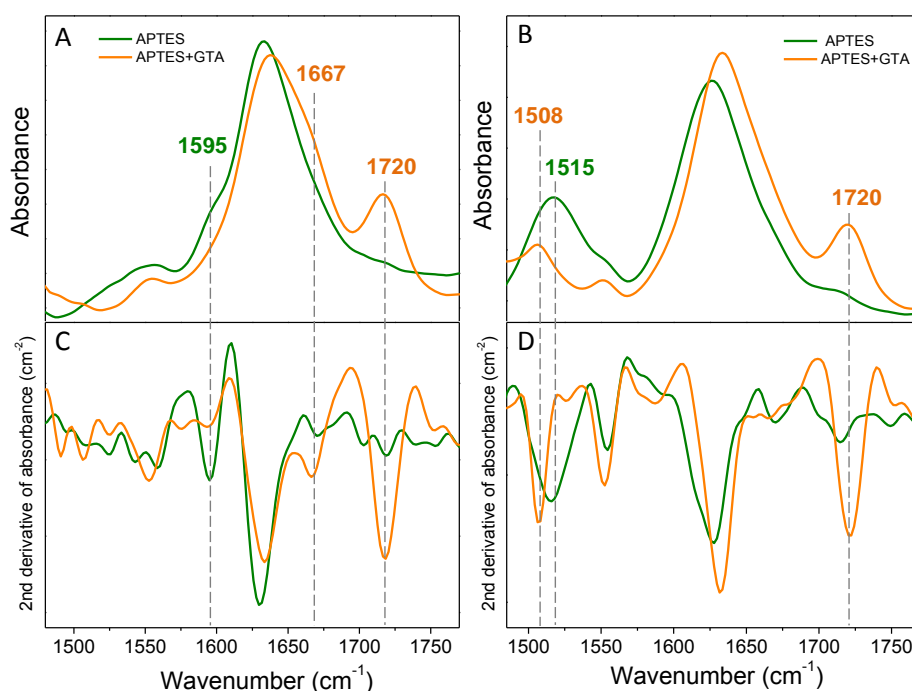 A
APTES
APTES+GTA
1595
1667
1720
Absorbance
B
APTES
APTES+GTA
1508
1515
1720
Absorbance
C
2nd derivative of absorbance (cm-2)
1500 1550 1600 1650 1700 1750
Wavenumber (cm-1)
D
2nd derivative of absorbance (cm-2)
1500 1550 1600 1650 1700 1750
Wavenumber (cm-1)